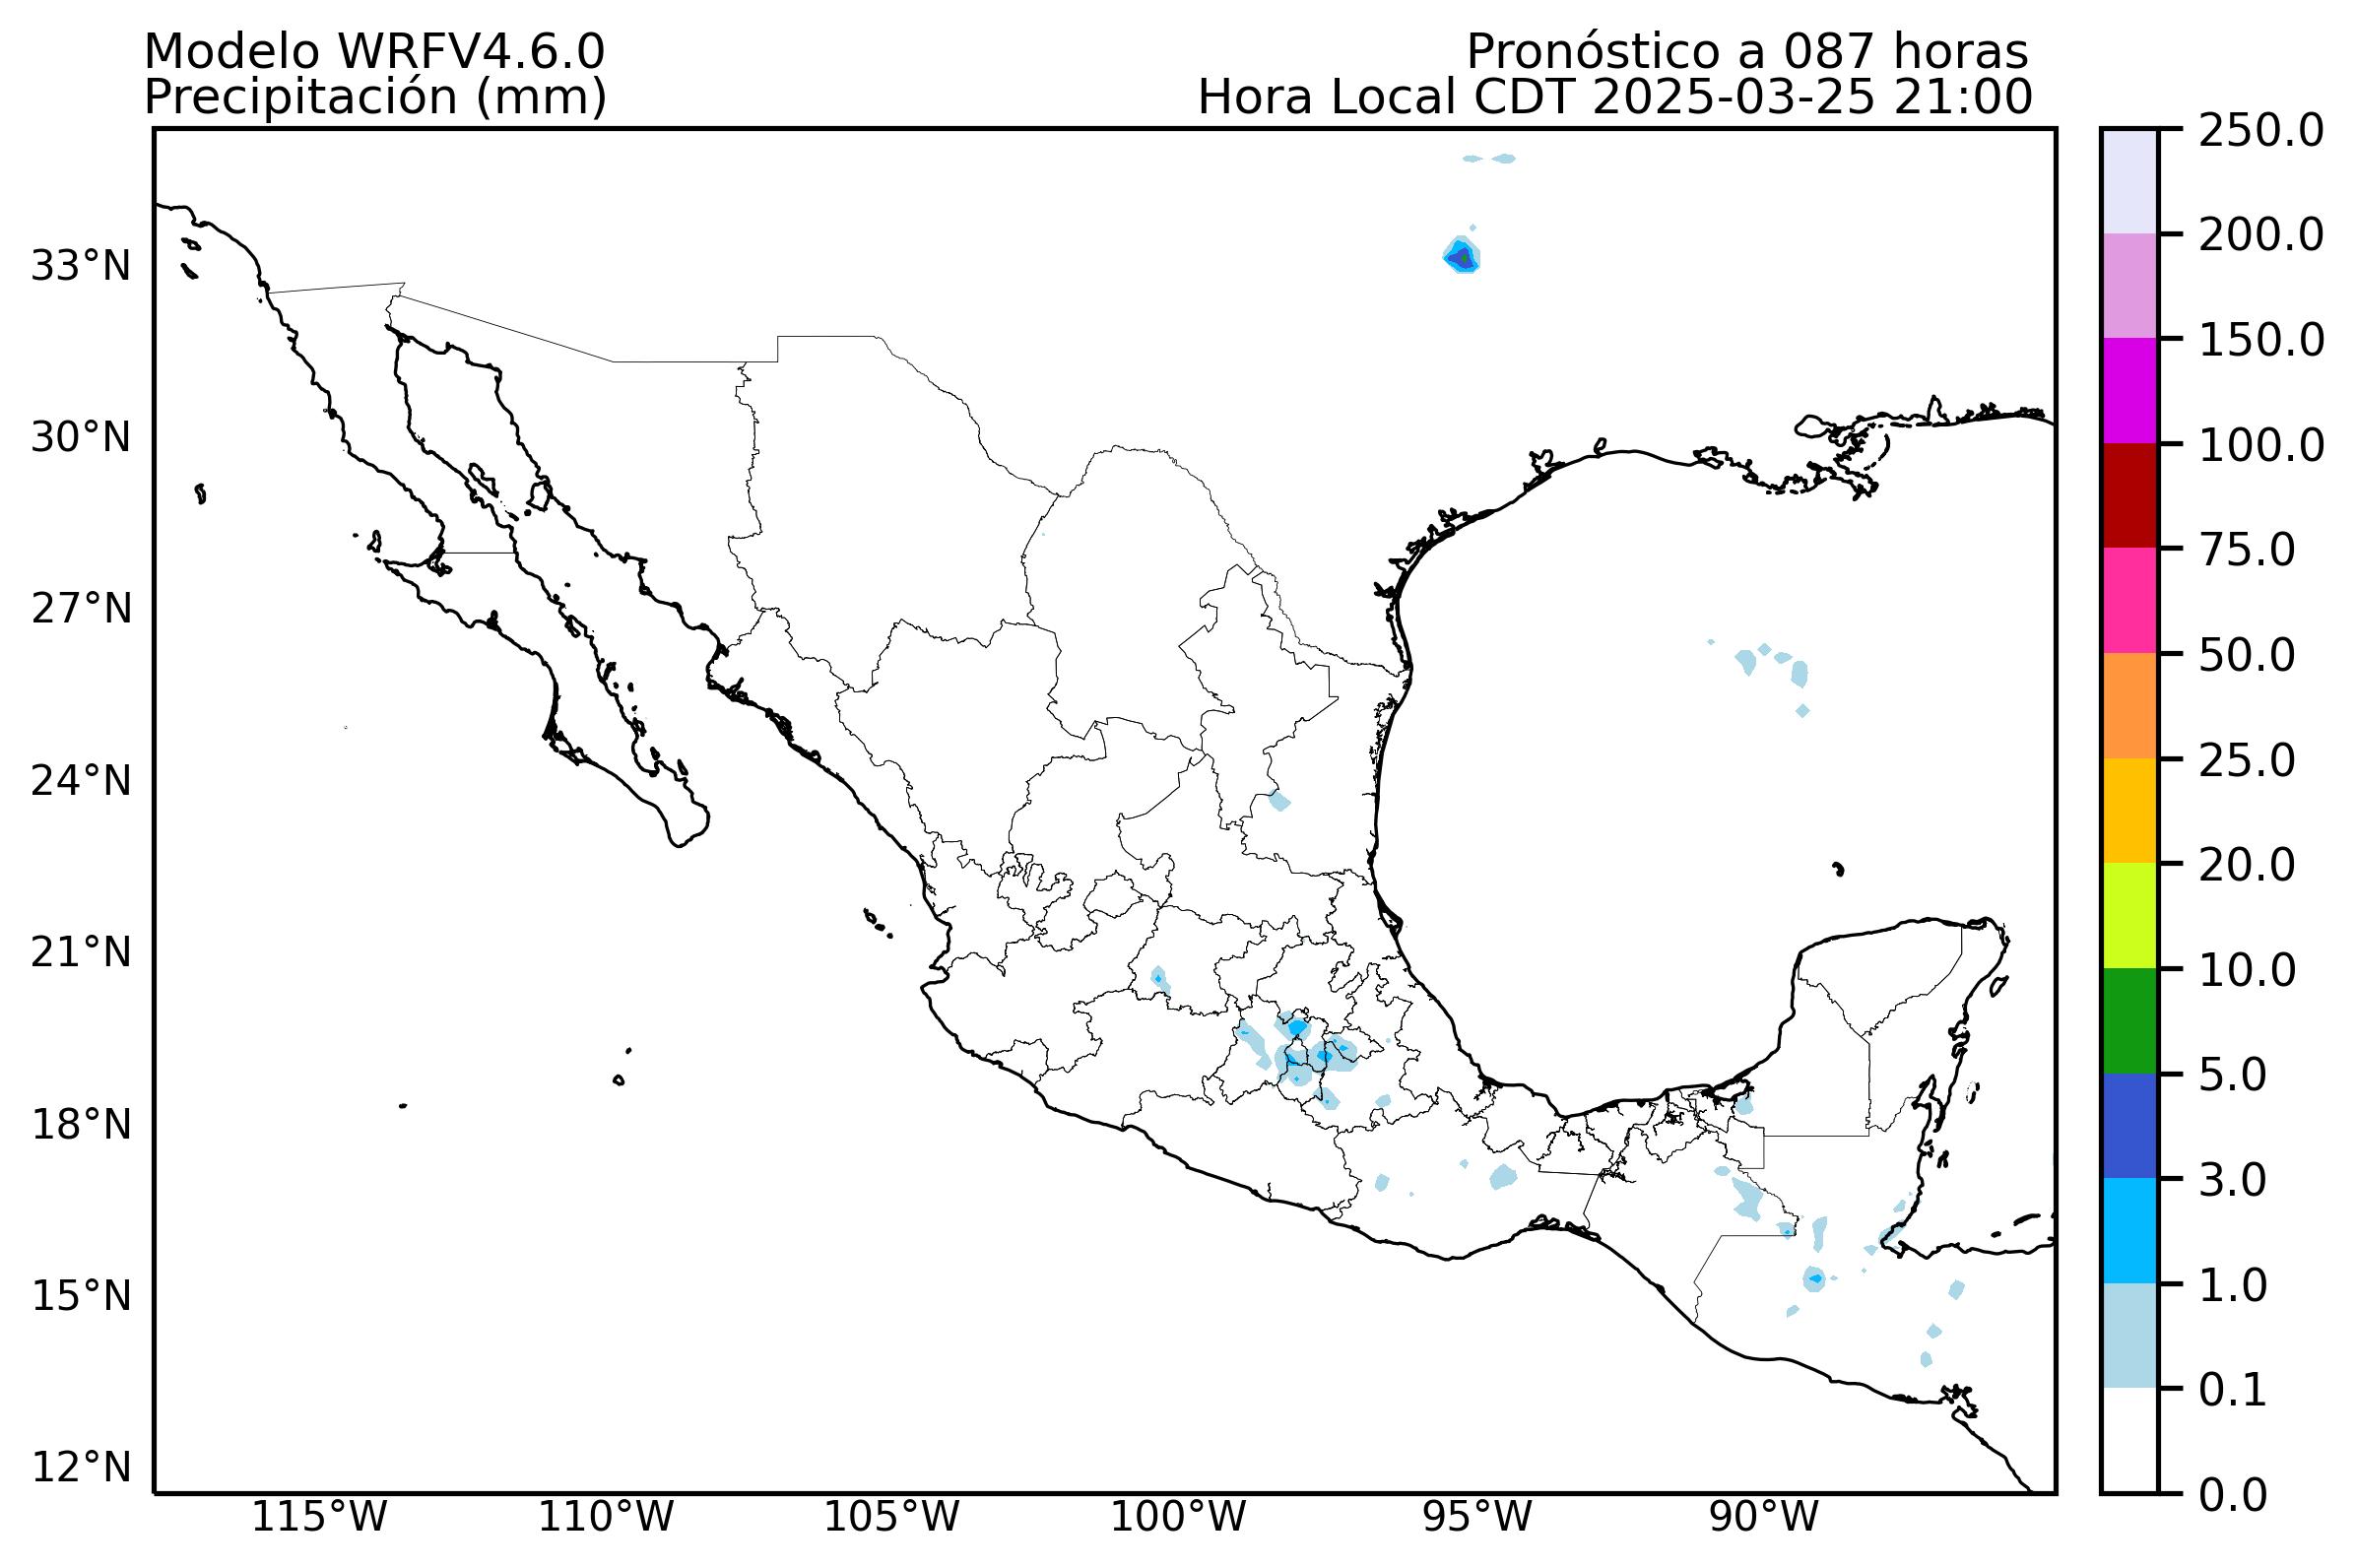 Modelo WRFV4.6.0
Precipitación (mm)
Pronóstico a 087 horas
Hora Local CDT 2025-03-25 21:00
33°N
30°N
27°N
24°N
21°N
18°N
15°N
12°N
115°W
110°W
105°W
100°W
95°W
90°W
250.0
200.0
150.0
100.0
75.0
50.0
25.0
20.0
10.0
5.0
3.0
1.0
0.1
0.0